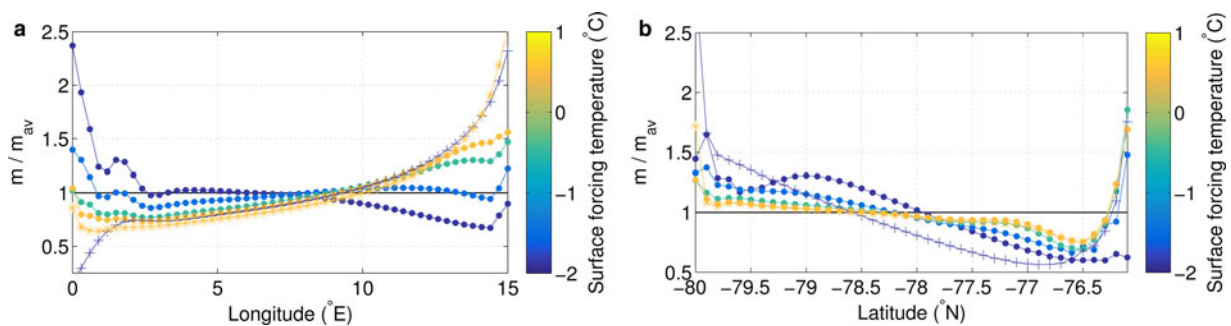 a
2.5
2
1.5
1
0.5
m / m_av
0 5 10 15
Longitude (°E)
1
0
−1
−2
Surface forcing temperature (°C)
b
2.5
2
1.5
1
0.5
m / m_av
−80 −79.5 −79 −78.5 −78 −77.5 −77 −76.5
Latitude (°N)
1
0
−1
−2
Surface forcing temperature (°C)